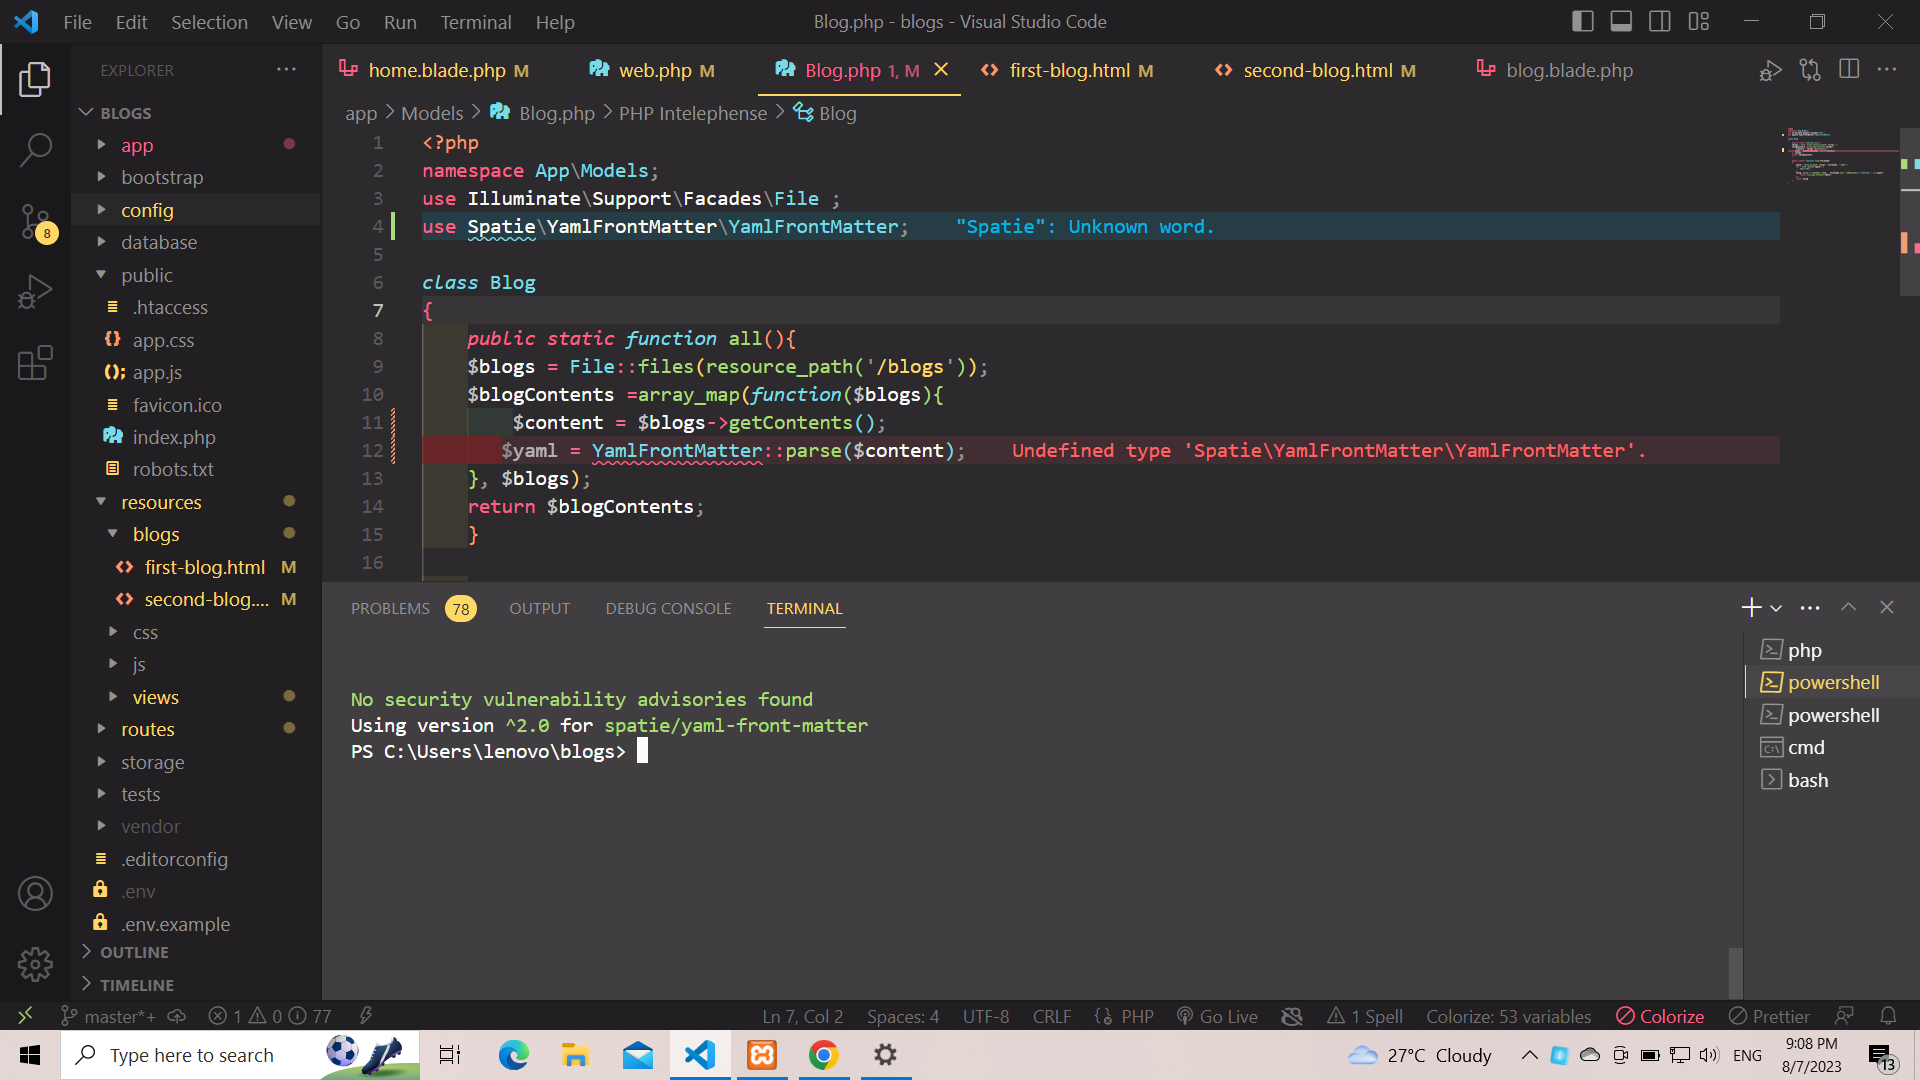 File Edit Selection View Go Run Terminal Help
Blog.php - blogs - Visual Studio Code
EXPLORER
BLOGS
app
bootstrap
config
database
public
.htaccess
app.css
app.js
favicon.ico
index.php
robots.txt
resources
blogs
first-blog.html M
second-blog.... M
css
js
views
routes
storage
tests
vendor
.editorconfig
.env
.env.example
OUTLINE
TIMELINE
8
home.blade.php M web.php M Blog.php 1, M first-blog.html M second-blog.html M blog.blade.php
app > Models > Blog.php > PHP Intelephense > Blog
1 <?php
2 namespace App\Models;
3 use Illuminate\Support\Facades\File ;
4 use Spatie\YamlFrontMatter\YamlFrontMatter; "Spatie": Unknown word.
5
6 class Blog
7 {
8 public static function all(){
9 $blogs = File::files(resource_path('/blogs'));
10 $blogContents =array_map(function($blogs){
11 $content = $blogs->getContents();
12 $yaml = YamlFrontMatter::parse($content); Undefined type 'Spatie\YamlFrontMatter\YamlFrontMatter'.
13 }, $blogs);
14 return $blogContents;
15 }
16
PROBLEMS 78 OUTPUT DEBUG CONSOLE TERMINAL
No security vulnerability advisories found
Using version ^2.0 for spatie/yaml-front-matter
PS C:\Users\lenovo\blogs>
php
powershell
powershell
cmd
bash
master*+ 1 0 77 Ln 7, Col 2 Spaces: 4 UTF-8 CRLF PHP Go Live 1 Spell Colorize: 53 variables Colorize Prettier
Type here to search 27°C Cloudy ENG 9:08 PM
8/7/2023
13